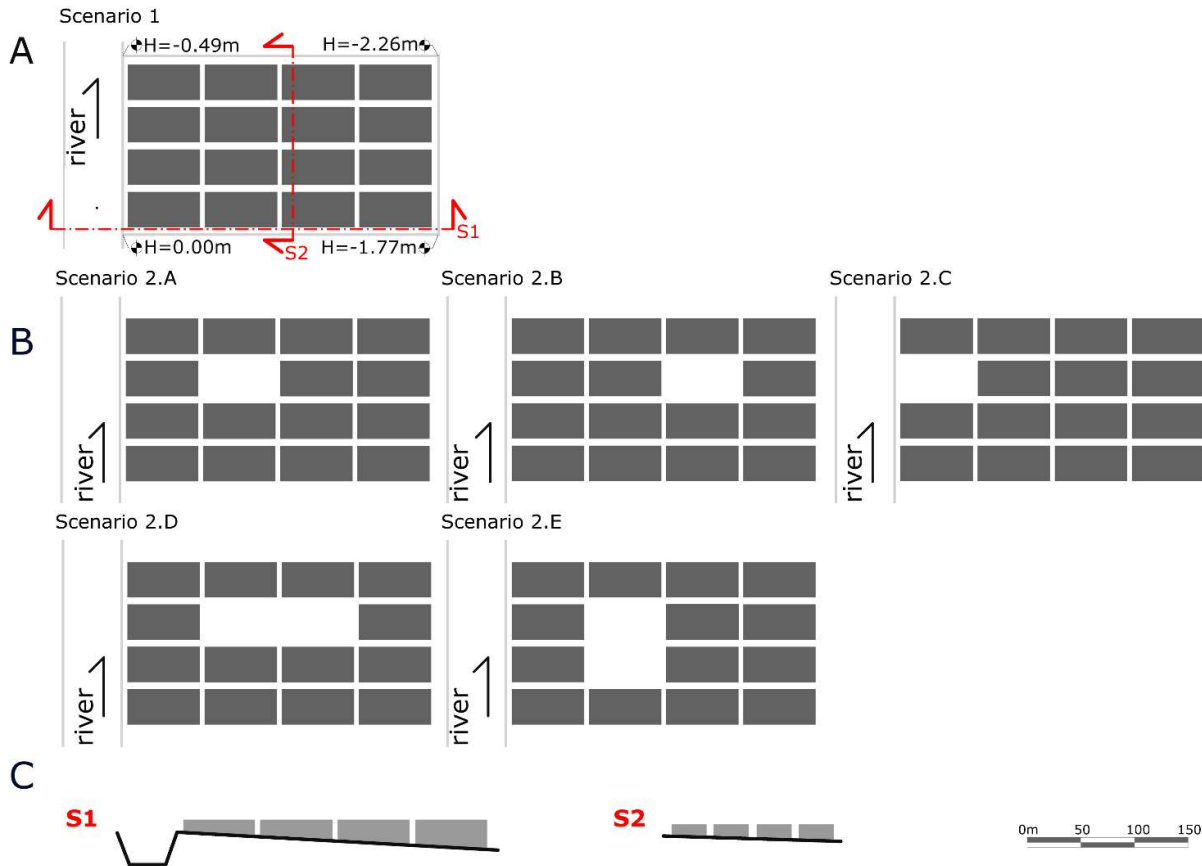 Scenario 1
A
H=-0.49m
H=-2.26m
river
S1
H=0.00m
S2
H=-1.77m
Scenario 2.A
Scenario 2.B
Scenario 2.C
B
river
river
river
Scenario 2.D
Scenario 2.E
river
river
C
S1
S2
0m 50 100 150